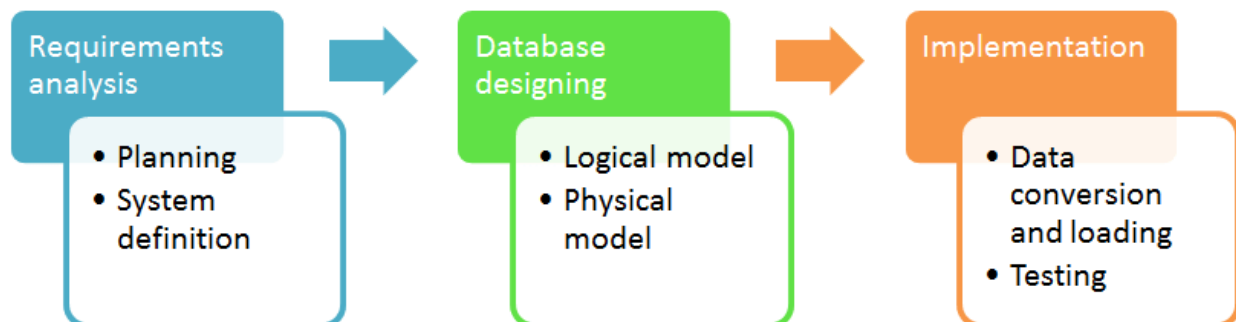 Requirements
analysis
• Planning
• System
definition
Database
designing
• Logical model
• Physical
model
Implementation
• Data
conversion
and loading
• Testing